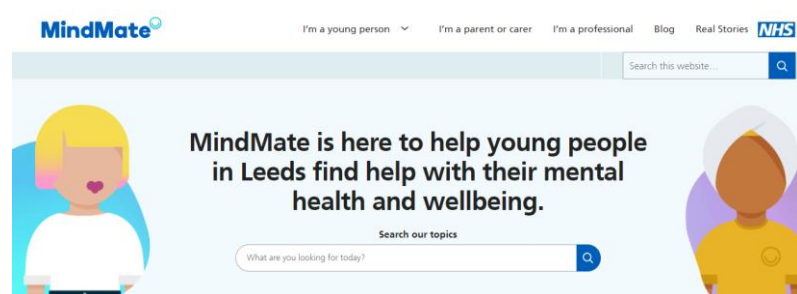 MindMate
I'm a young person
I'm a parent or carer
I'm a professional
Blog
Real Stories
NHS
Search this website...
MindMate is here to help young people
in Leeds find help with their mental
health and wellbeing.
Search our topics
What are you looking for today?